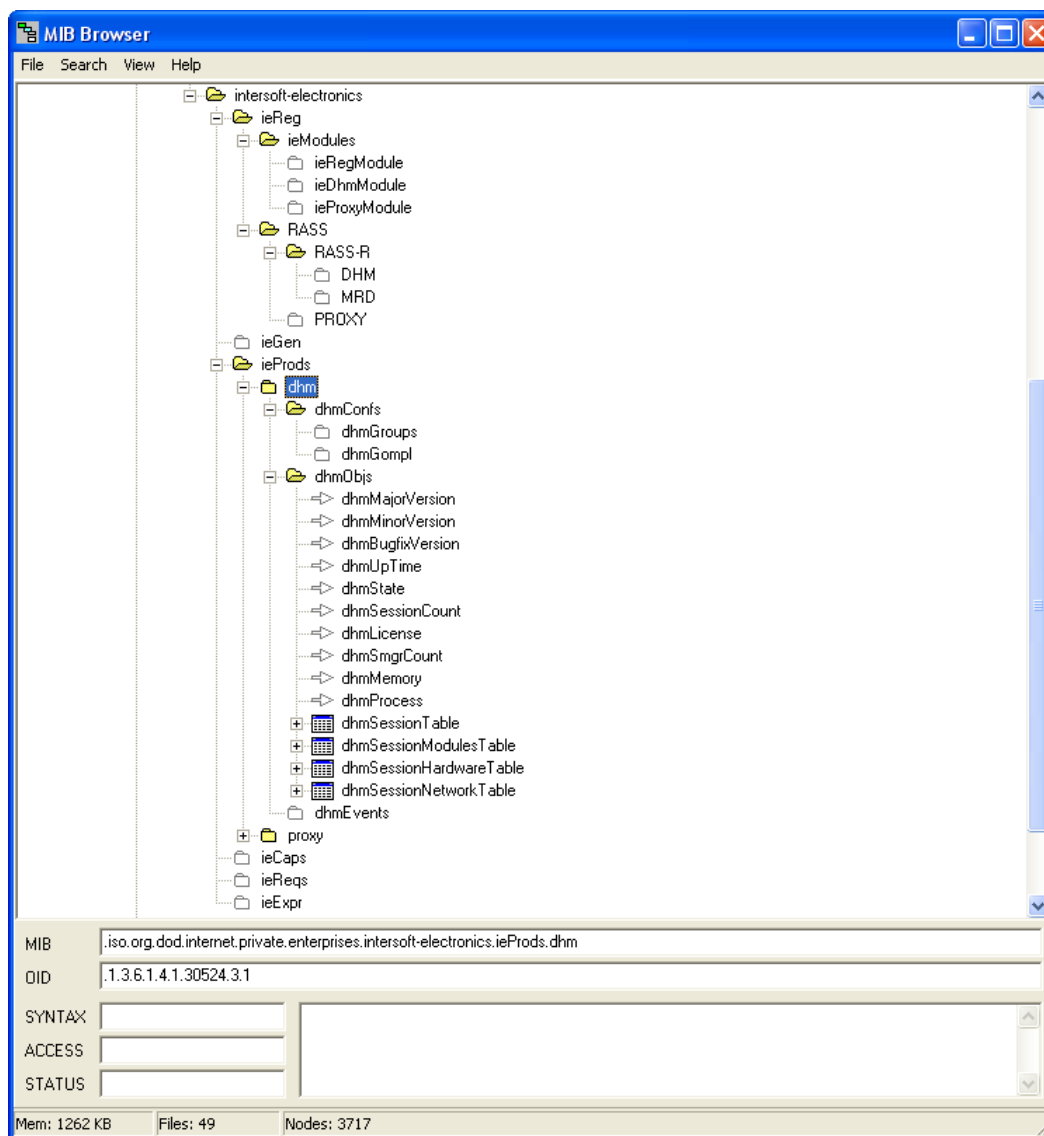 MIB Browser
File Search View Help
intersoft-electronics
ieReg
ieModules
ieRegModule
ieDhmModule
ieProxyModule
RASS
RASS-R
DHM
MRD
PROXY
ieGen
ieProds
dhm
dhmConfs
dhmGroups
dhmGompl
dhmObjs
dhmMajorVersion
dhmMinorVersion
dhmBugfixVersion
dhmUpTime
dhmState
dhmSessionCount
dhmLicense
dhmSmgrCount
dhmMemory
dhmProcess
dhmSessionTable
dhmSessionModulesTable
dhmSessionHardwareTable
dhmSessionNetworkTable
dhmEvents
proxy
ieCaps
ieReqs
ieExpr
MIB .iso.org.dod.internet.private.enterprises.intersoft-electronics.ieProds.dhm
OID .1.3.6.1.4.1.30524.3.1
SYNTAX
ACCESS
STATUS
Mem: 1262 KB Files: 49 Nodes: 3717